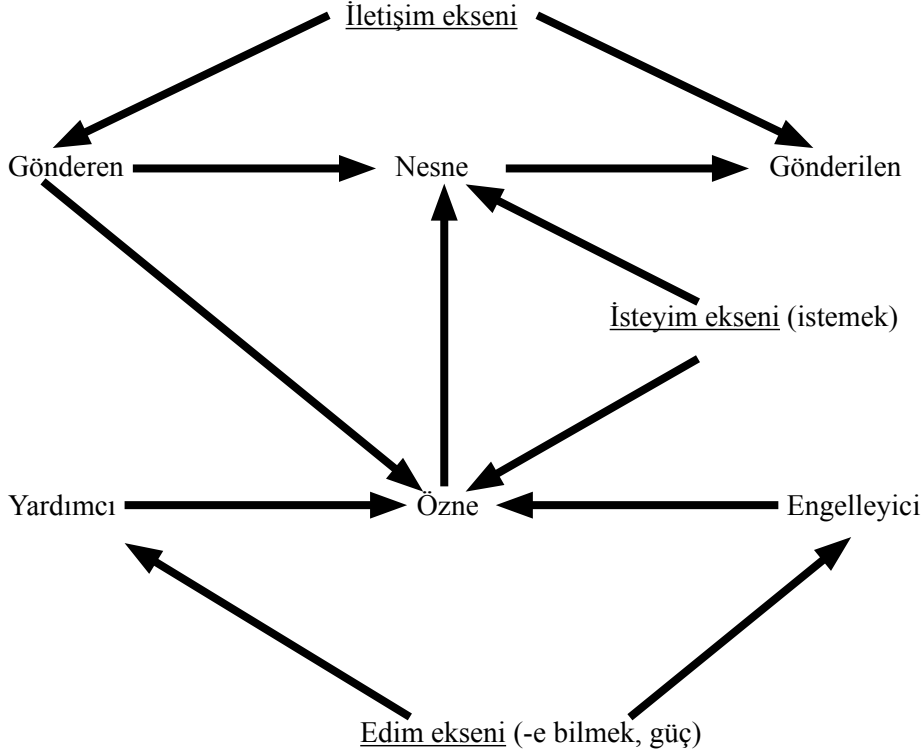 İletişim ekseni
Gönderen Nesne Gönderilen
İsteyim ekseni (istemek)
Yardımcı Özne Engelleyici
Edim ekseni (-e bilmek, güç)